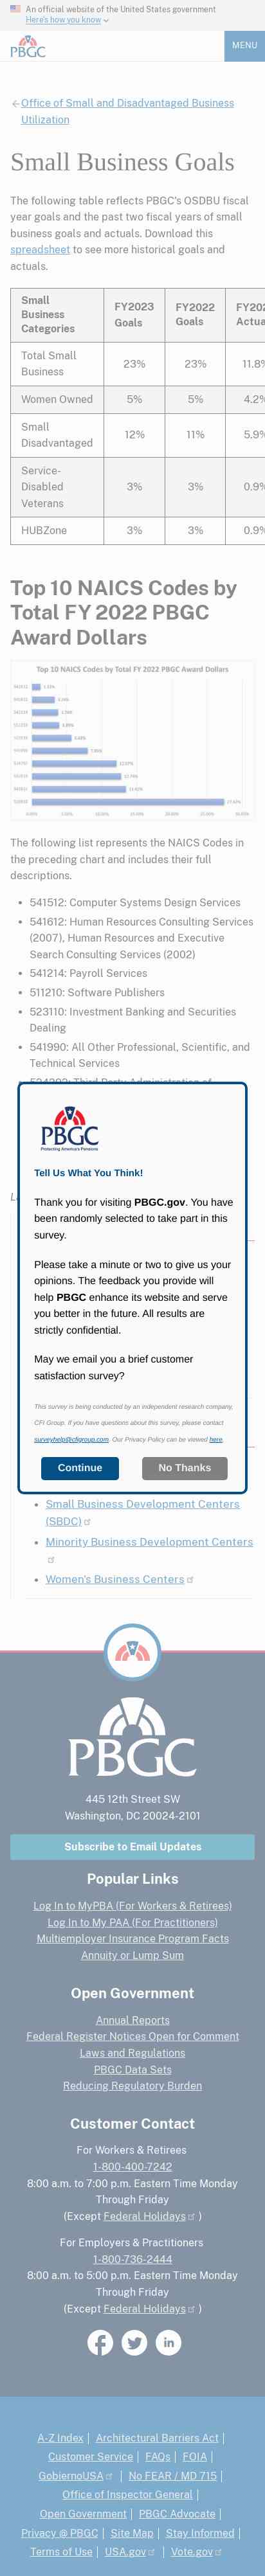 An official website of the United States government
Here's how you know
PBGC
MENU
Office of Small and Disadvantaged Business
Utilization
Small Business Goals
The following table reflects PBGC's OSDBU fiscal
year goals and the past two fiscal years of small
business goals and actuals. Download this
spreadsheet to see more historical goals and
actuals.
Small Business Categories FY2023 Goals FY2022 Goals
Total Small Business 23% 23% 11.8%
Women Owned 5% 5% 4.2%
Small Disadvantaged 12% 11% 5.9%
Service-Disabled Veterans 3% 3% 0.9%
HUBZone 3% 3% 0.9%
Top 10 NAICS Codes by
Total FY 2022 PBGC
Award Dollars
Top 10 NAICS Codes by Total FY 2022 PBGC Award Dollars
The following list represents the NAICS Codes in
the preceding chart and includes their full
descriptions.
541512: Computer Systems Design Services
541612: Human Resources Consulting Services
(2007), Human Resources and Executive
Search Consulting Services (2002)
541214: Payroll Services
511210: Software Publishers
523110: Investment Banking and Securities
Dealing
541990: All Other Professional, Scientific, and
Technical Services
PBGC
Protecting America's Pensions
Tell Us What You Think!
Thank you for visiting PBGC.gov. You have
been randomly selected to take part in this
survey.
Please take a minute or two to give us your
opinions. The feedback you provide will
help PBGC enhance its website and serve
you better in the future. All results are
strictly confidential.
May we email you a brief customer
satisfaction survey?
This survey is being conducted by an independent research company,
CFI Group. If you have questions about this survey, please contact
surveyhelp@cfigroup.com. Our Privacy Policy can be viewed here.
Continue
No Thanks
Small Business Development Centers
(SBDC)
Minority Business Development Centers
Women's Business Centers
PBGC
445 12th Street SW
Washington, DC 20024-2101
Subscribe to Email Updates
Popular Links
Log In to MyPBA (For Workers & Retirees)
Log In to My PAA (For Practitioners)
Multiemployer Insurance Program Facts
Annuity or Lump Sum
Open Government
Annual Reports
Federal Register Notices Open for Comment
Laws and Regulations
PBGC Data Sets
Reducing Regulatory Burden
Customer Contact
For Workers & Retirees
1-800-400-7242
8:00 a.m. to 7:00 p.m. Eastern Time Monday
Through Friday
(Except Federal Holidays )
For Employers & Practitioners
1-800-736-2444
8:00 a.m. to 5:00 p.m. Eastern Time Monday
Through Friday
(Except Federal Holidays )
A-Z Index | Architectural Barriers Act |
Customer Service | FAQs | FOIA |
GobiernoUSA | No FEAR / MD 715 |
Office of Inspector General |
Open Government | PBGC Advocate |
Privacy @ PBGC | Site Map | Stay Informed |
Terms of Use | USA.gov | Vote.gov